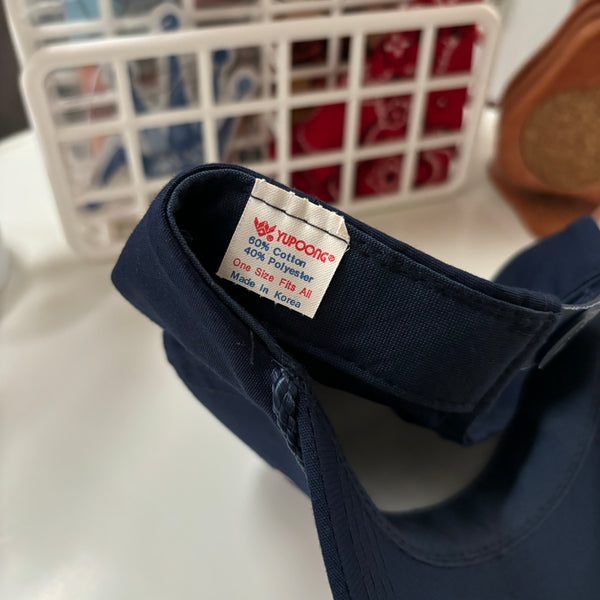 YUPOONG®
60% Cotton
40% Polyester
One Size Fits All
Made In Korea